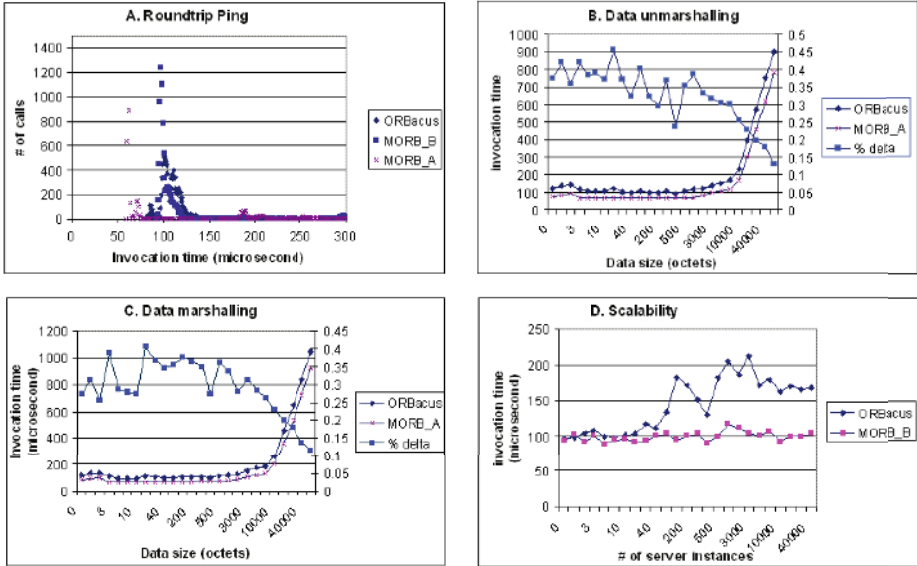 A. Roundtrip Ping
# of calls
1400
1200
1000
800
600
400
200
0
0 50 100 150 200 250 300
Invocation time (microsecond)
ORBacus
MORB_B
MORB_A
B. Data unmarshalling
invocation time
1000
900
800
700
600
500
400
300
200
100
0
0.5
0.45
0.4
0.35
0.3
0.25
0.2
0.15
0.1
0.05
0
0 5 10 40 200 500 3000 10000 40000
Data size (octets)
ORBacus
MORB_A
% delta
C. Data marshalling
Invocation time
(microsecond)
1200
1000
800
600
400
200
0
0.45
0.4
0.35
0.3
0.25
0.2
0.15
0.1
0.05
0
0 5 10 40 200 500 3000 10000 40000
Data size (octets)
ORBacus
MORB_A
% delta
D. Scalability
invocation time
(microsecond)
250
200
150
100
50
0
0 5 10 40 200 500 3000 10000 40000
# of server instances
ORBacus
MORB_B